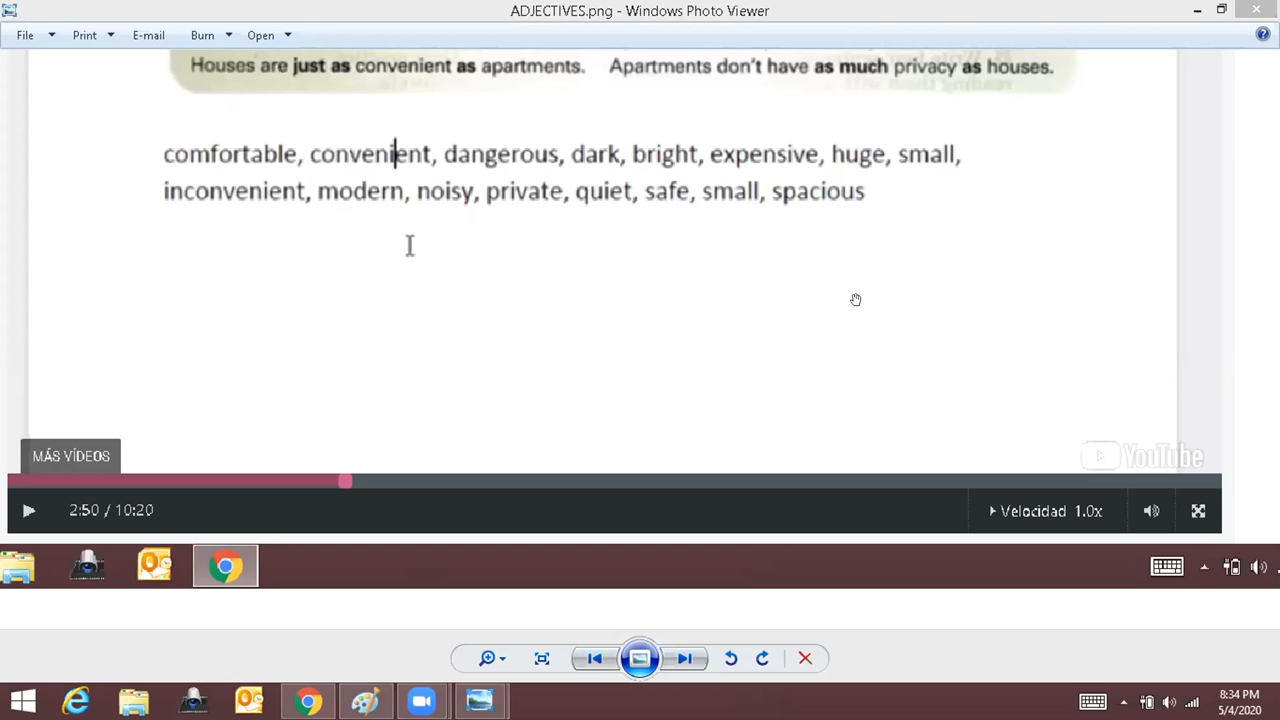 ADJECTIVES.png - Windows Photo Viewer
File Print E-mail Burn Open
Houses are just as convenient as apartments. Apartments don't have as much privacy as houses.
comfortable, convenient, dangerous, dark, bright, expensive, huge, small,
inconvenient, modern, noisy, private, quiet, safe, small, spacious
MÁS VÍDEOS
YouTube
2:50 / 10:20 Velocidad 1.0x
8:34 PM
5/4/2020